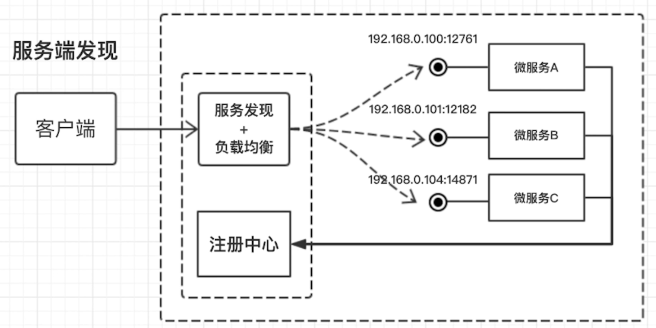 服务端发现
客户端
服务发现
+
负载均衡
注册中心
192.168.0.100:12761
微服务A
192.168.0.101:12182
微服务B
192.168.0.104:14871
微服务C